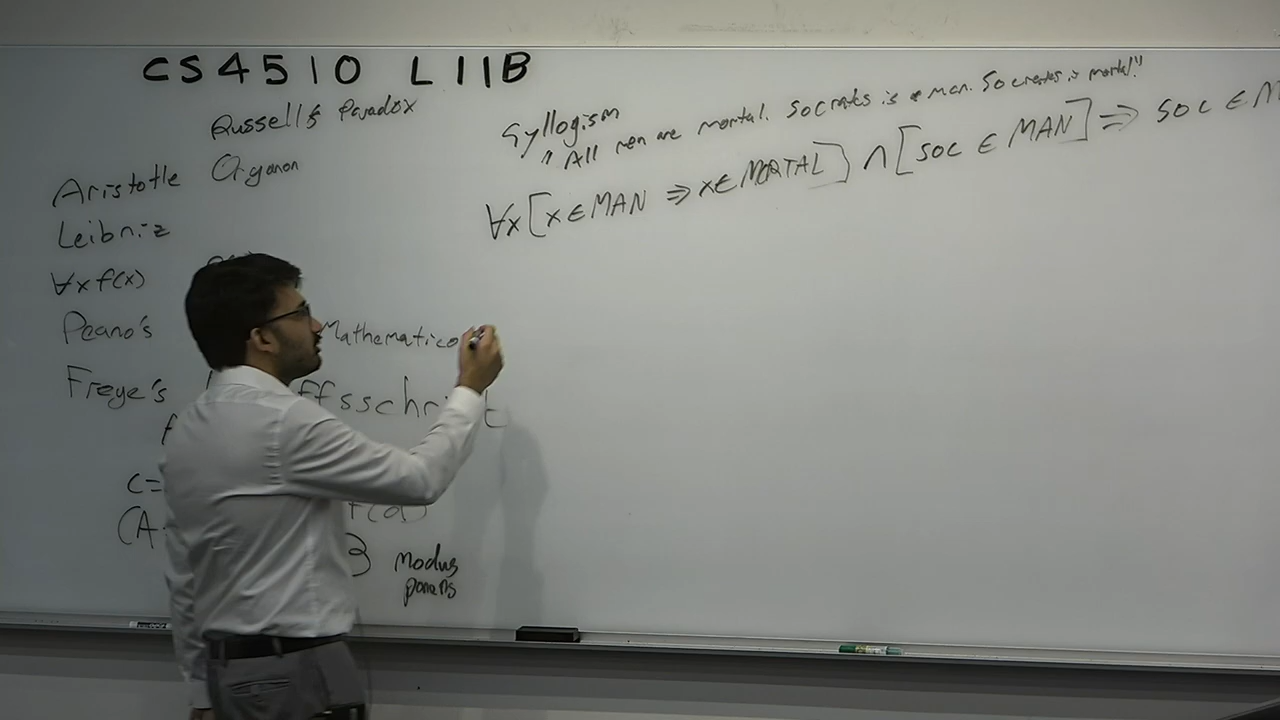 CS4510 L11B
Russell's Paradox
Aristotle Organon
Leibniz
∀x f(x)
Peano's Mathematico
Frege's ffsschrift
c=
f(d)
(A
B Modus
ponens
Syllogism
"All men are mortal. Socrates is a man. Socrates is mortal."
∀x[x∈MAN ⇒ x∈MORTAL] ∧ [SOC ∈ MAN] ⇒ SOC ∈ M